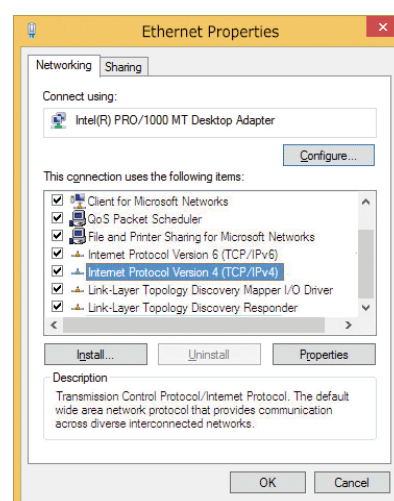 Ethernet Properties
Networking
Sharing
Connect using:
Intel(R) PRO/1000 MT Desktop Adapter
Configure...
This connection uses the following items:
Client for Microsoft Networks
QoS Packet Scheduler
File and Printer Sharing for Microsoft Networks
Internet Protocol Version 6 (TCP/IPv6)
Internet Protocol Version 4 (TCP/IPv4)
Link-Layer Topology Discovery Mapper I/O Driver
Link-Layer Topology Discovery Responder
Install...
Uninstall
Properties
Description
Transmission Control Protocol/Internet Protocol. The default
wide area network protocol that provides communication
across diverse interconnected networks.
OK
Cancel